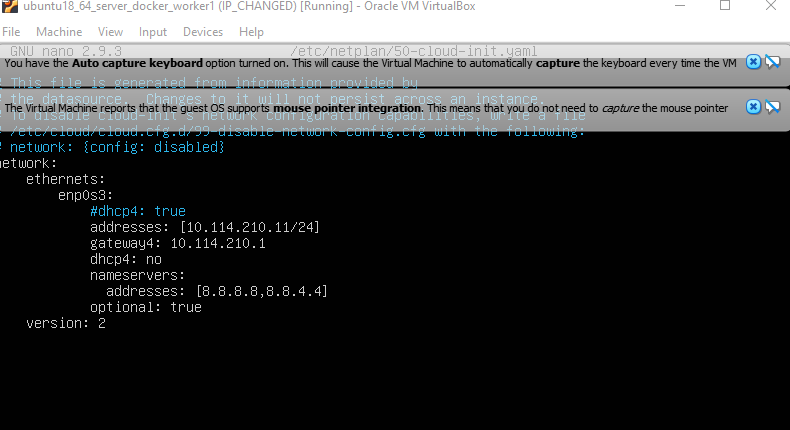 ubuntu18_64_server_docker_worker1 (IP_CHANGED) [Running] - Oracle VM VirtualBox
File Machine View Input Devices Help
GNU nano 2.9.3 /etc/netplan/50-cloud-init.yaml
You have the Auto capture keyboard option turned on. This will cause the Virtual Machine to automatically capture the keyboard every time the VM
# This file is generated from information provided by
# the datasource. Changes to it will not persist across an instance.
The Virtual Machine reports that the guest OS supports mouse pointer integration. This means that you do not need to capture the mouse pointer
# To disable cloud-init's network configuration capabilities, write a file
# /etc/cloud/cloud.cfg.d/99-disable-network-config.cfg with the following:
# network: {config: disabled}
network:
    ethernets:
        enp0s3:
            #dhcp4: true
            addresses: [10.114.210.11/24]
            gateway4: 10.114.210.1
            dhcp4: no
            nameservers:
              addresses: [8.8.8.8,8.8.4.4]
            optional: true
    version: 2